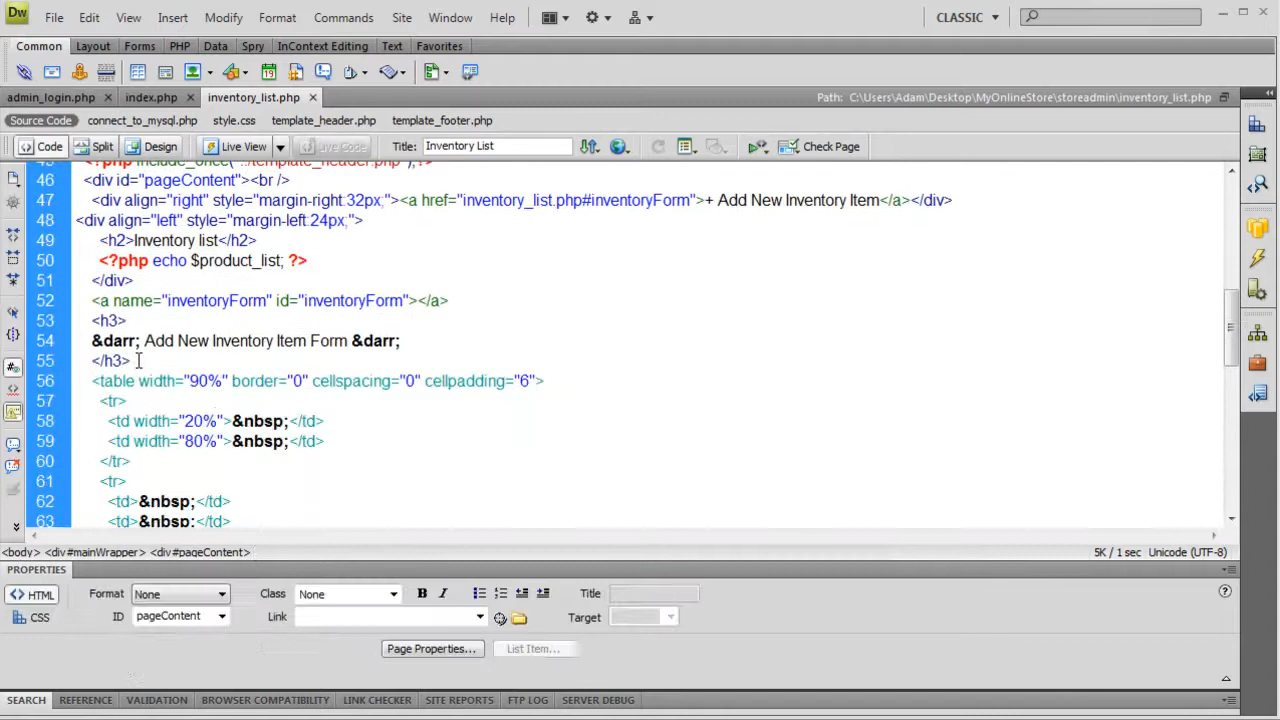 Dw File Edit View Insert Modify Format Commands Site Window Help CLASSIC
Common Layout Forms PHP Data Spry InContext Editing Text Favorites
admin_login.php index.php inventory_list.php Path: C:\Users\Adam\Desktop\MyOnlineStore\storeadmin\inventory_list.php
Source Code connect_to_mysql.php style.css template_header.php template_footer.php
Code Split Design Live View Live Code Title: Inventory List Check Page
45 <?php include_once("../template_header.php");?>
46 <div id="pageContent"><br />
47 <div align="right" style="margin-right:32px;"><a href="inventory_list.php#inventoryForm">+ Add New Inventory Item</a></div>
48 <div align="left" style="margin-left:24px;">
49 <h2>Inventory list</h2>
50 <?php echo $product_list; ?>
51 </div>
52 <a name="inventoryForm" id="inventoryForm"></a>
53 <h3>
54 &darr; Add New Inventory Item Form &darr;
55 </h3>
56 <table width="90%" border="0" cellspacing="0" cellpadding="6">
57 <tr>
58 <td width="20%">&nbsp;</td>
59 <td width="80%">&nbsp;</td>
60 </tr>
61 <tr>
62 <td>&nbsp;</td>
63 <td>&nbsp;</td>
<body> <div#mainWrapper> <div#pageContent> 5K / 1 sec Unicode (UTF-8)
PROPERTIES
<> HTML Format None Class None B I Title
CSS ID pageContent Link Target
Page Properties... List Item...
SEARCH REFERENCE VALIDATION BROWSER COMPATIBILITY LINK CHECKER SITE REPORTS FTP LOG SERVER DEBUG